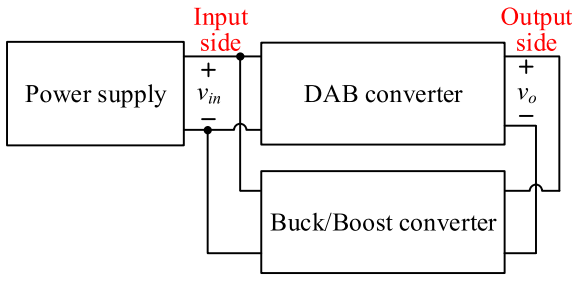 Input
side
Output
side
Power supply
+
v_in
−
DAB converter
+
v_o
−
Buck/Boost converter